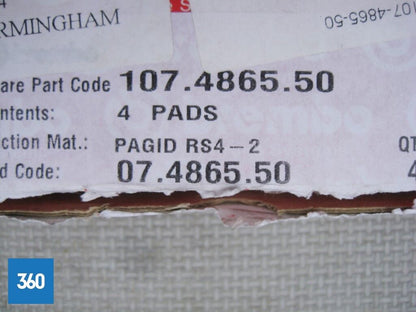 4
RMINGHAM
S
107-4865-50
are Part Code 107.4865.50
ntents: 4 PADS
ction Mat.: PAGID RS4-2 QT
d Code: 07.4865.50 4
360